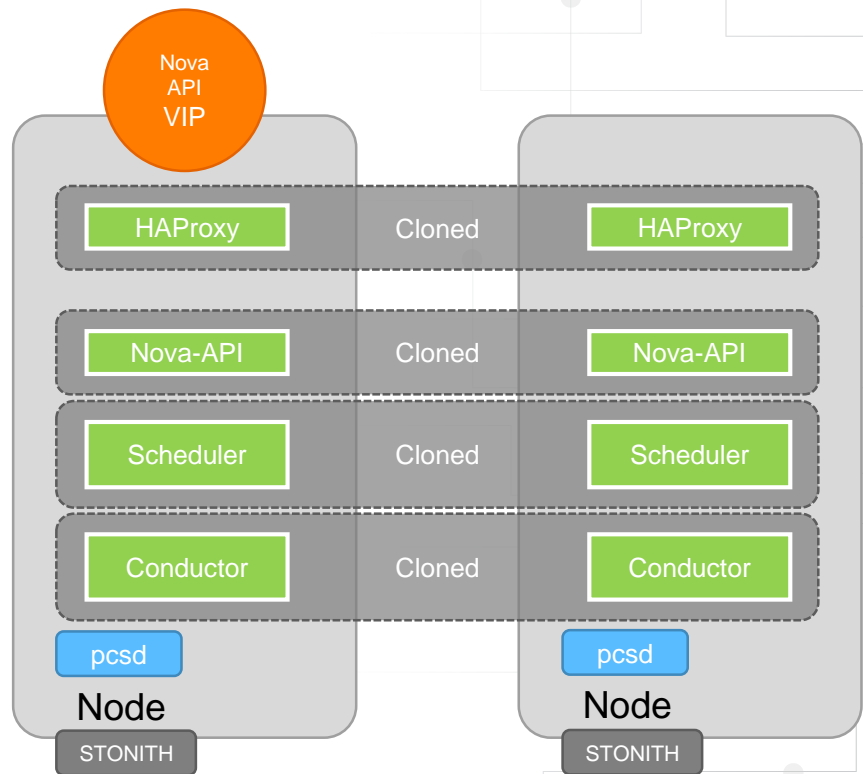 Nova
API
VIP
HAProxy Cloned HAProxy
Nova-API Cloned Nova-API
Scheduler Cloned Scheduler
Conductor Cloned Conductor
pcsd pcsd
Node Node
STONITH STONITH